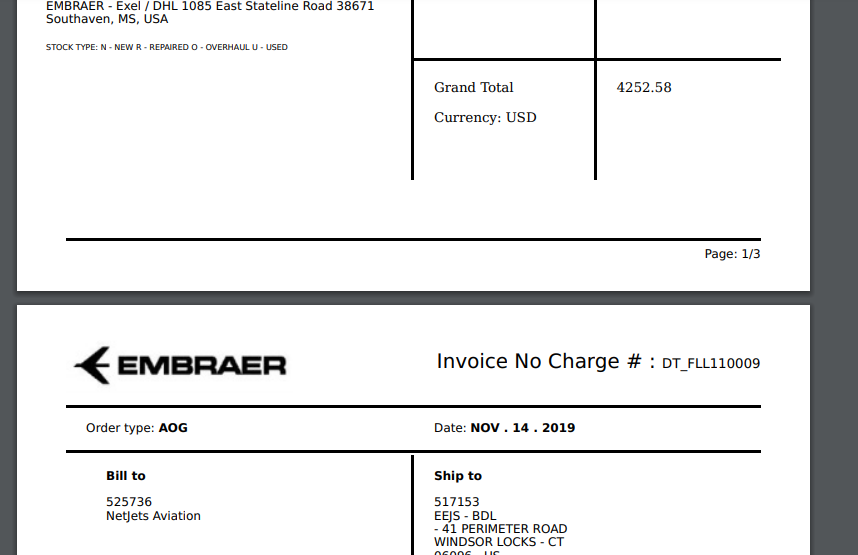 EMBRAER - Exel / DHL 1085 East Stateline Road 38671
Southaven, MS, USA
STOCK TYPE: N - NEW R - REPAIRED O - OVERHAUL U - USED
Grand Total 4252.58
Currency: USD
Page: 1/3
EMBRAER
Invoice No Charge # : DT_FLL110009
Order type: AOG
Date: NOV . 14 . 2019
Bill to
525736
NetJets Aviation
Ship to
517153
EEJS - BDL
- 41 PERIMETER ROAD
WINDSOR LOCKS - CT
06096 - US